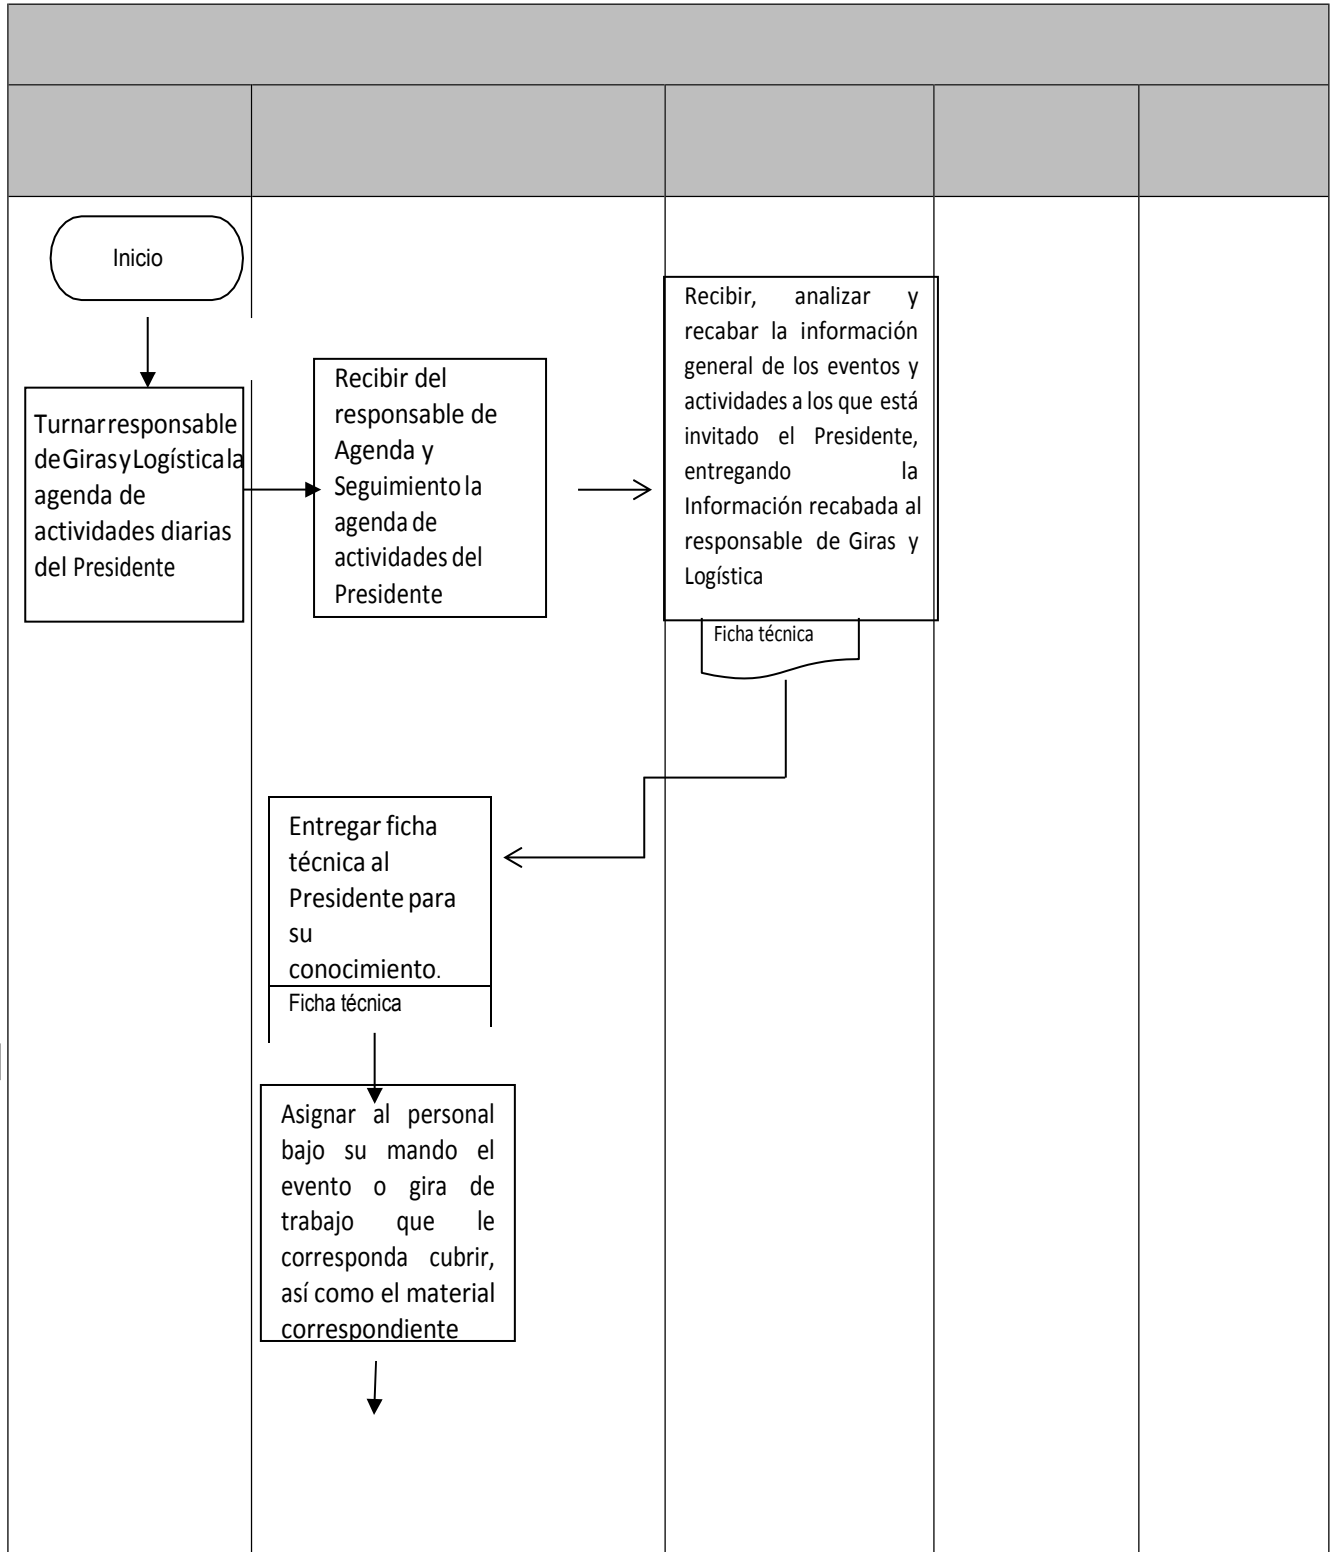 Inicio
Turnar responsable
de Giras y Logística la
agenda de
actividades diarias
del Presidente
Recibir del
responsable de
Agenda y
Seguimiento la
agenda de
actividades del
Presidente
Recibir, analizar y
recabar la información
general de los eventos y
actividades a los que está
invitado el Presidente,
entregando la
Información recabada al
responsable de Giras y
Logística
Ficha técnica
Entregar ficha
técnica al
Presidente para
su
conocimiento.
Ficha técnica
Asignar al personal
bajo su mando el
evento o gira de
trabajo que le
corresponda cubrir,
así como el material
correspondiente